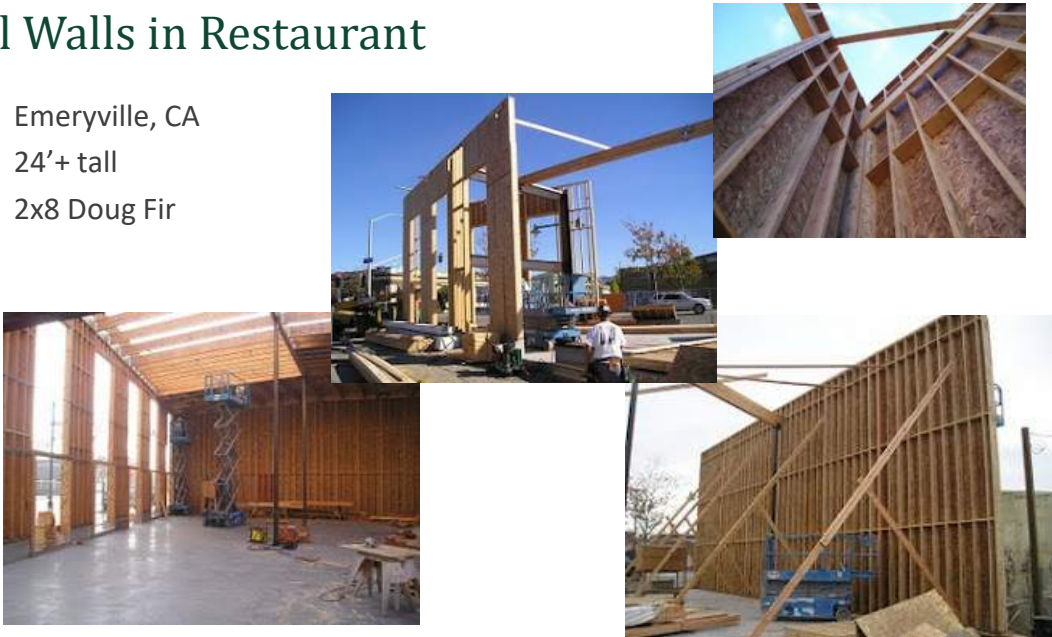 l Walls in Restaurant
Emeryville, CA
24’+ tall
2x8 Doug Fir